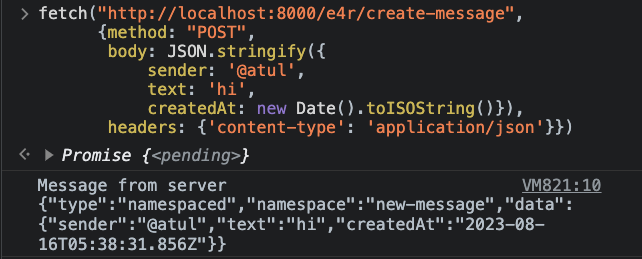 > fetch("http://localhost:8000/e4r/create-message",
{method: "POST",
body: JSON.stringify({
sender: '@atul',
text: 'hi',
createdAt: new Date().toISOString()}),
headers: {'content-type': 'application/json'}})
Promise {<pending>}
Message from server VM821:10
{"type":"namespaced","namespace":"new-message","data":
{"sender":"@atul","text":"hi","createdAt":"2023-08-
16T05:38:31.856Z"}}